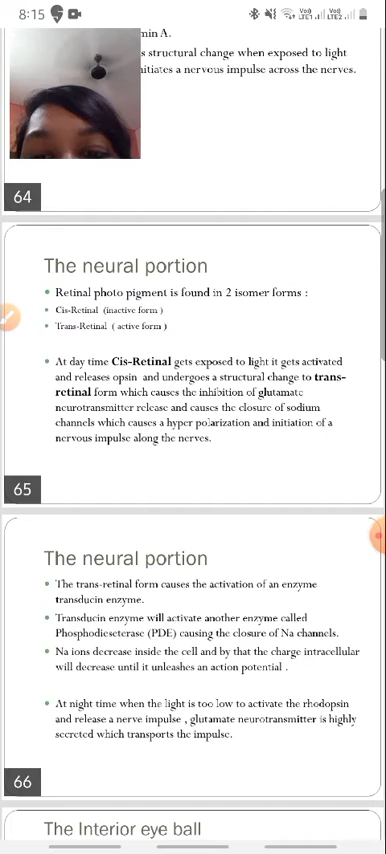 8:15
VoD LTE1 VoD LTE2
min A.
s structural change when exposed to light
nitiates a nervous impulse across the nerves.
64
The neural portion
• Retinal photo pigment is found in 2 isomer forms :
• Cis-Retinal (inactive form )
• Trans-Retinal ( active form )
• At day time Cis-Retinal gets exposed to light it gets activated
and releases opsin and undergoes a structural change to trans-
retinal form which causes the inhibition of glutamate
neurotransmitter release and causes the closure of sodium
channels which causes a hyper polarization and initiation of a
nervous impulse along the nerves.
65
The neural portion
• The trans-retinal form causes the activation of an enzyme
transducin enzyme.
• Transducin enzyme will activate another enzyme called
Phosphodieseterase (PDE) causing the closure of Na channels.
• Na ions decrease inside the cell and by that the charge intracellular
will decrease until it unleashes an action potential .
• At night time when the light is too low to activate the rhodopsin
and release a nerve impulse , glutamate neurotransmitter is highly
secreted which transports the impulse.
66
The Interior eye ball